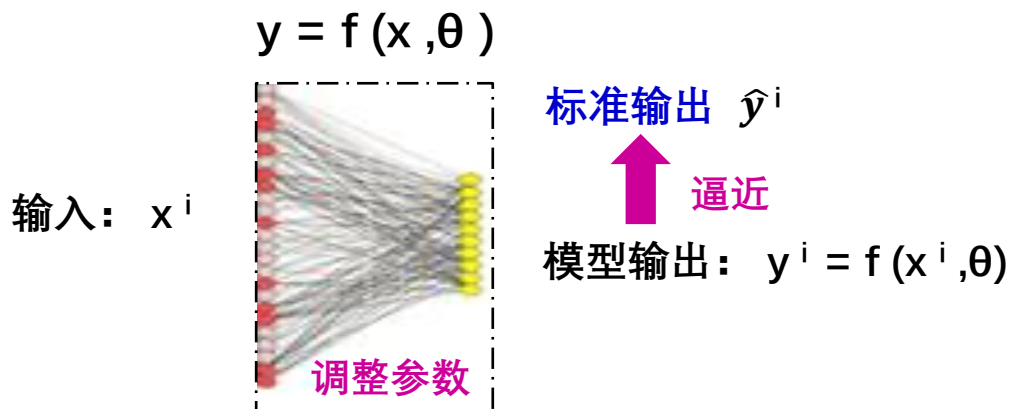 y = f (x ,θ )
标准输出 ŷ ⁱ
逼近
输入： x ⁱ
模型输出： y ⁱ = f (x ⁱ ,θ)
调整参数